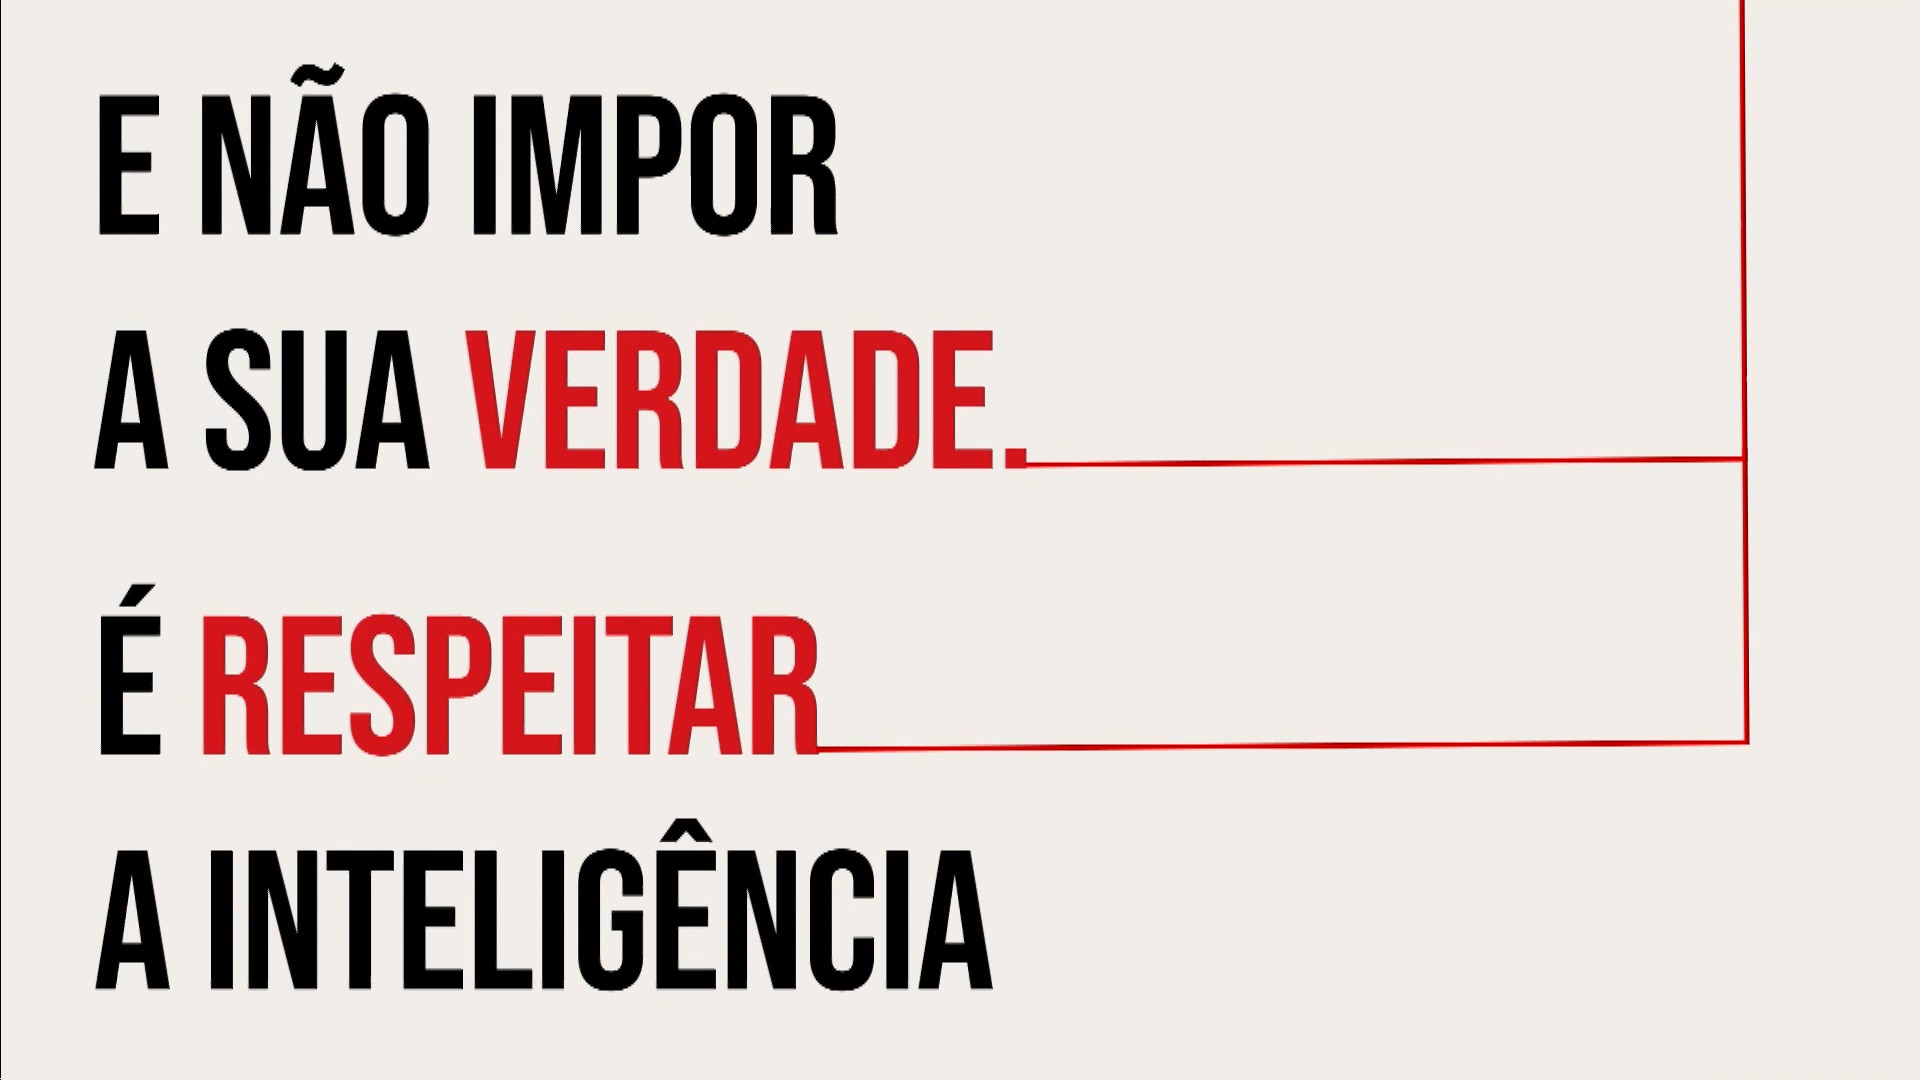 E NÃO IMPOR
A SUA VERDADE.
É RESPEITAR
A INTELIGÊNCIA